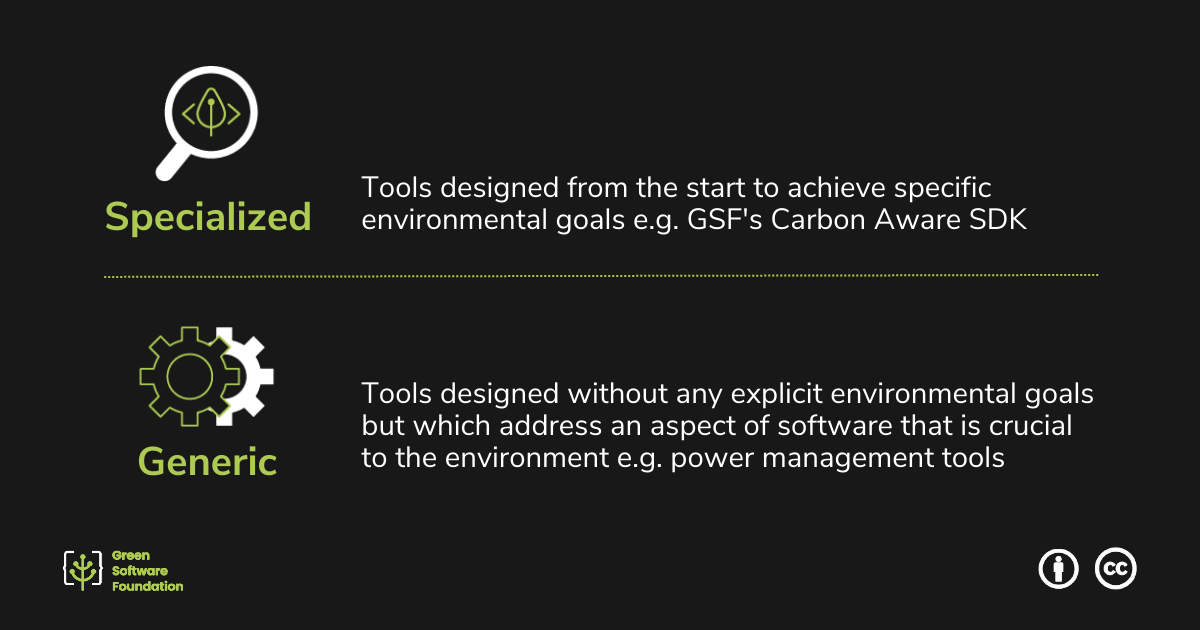 Specialized
Tools designed from the start to achieve specific
environmental goals e.g. GSF's Carbon Aware SDK
Generic
Tools designed without any explicit environmental goals
but which address an aspect of software that is crucial
to the environment e.g. power management tools
Green
Software
Foundation
cc